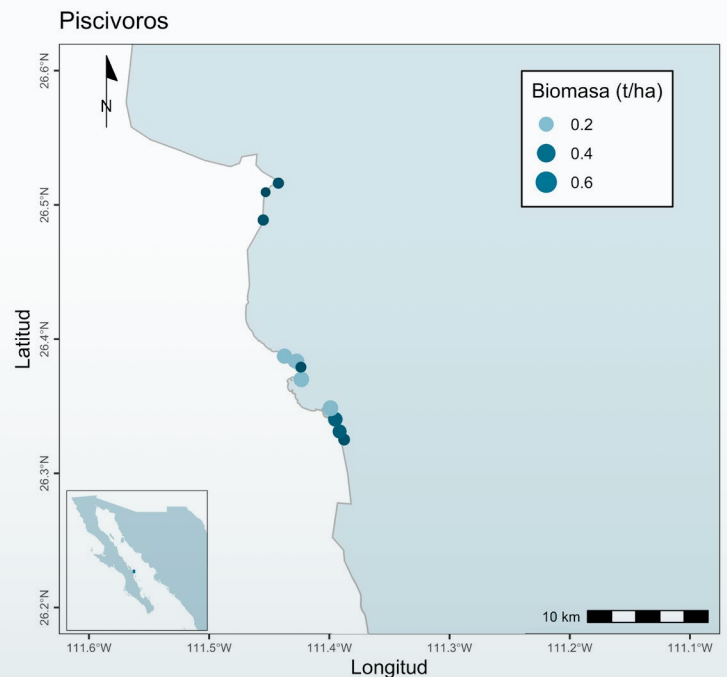 Piscivoros
26.6°N
N
Biomasa (t/ha)
0.2
0.4
0.6
26.5°N
26.4°N
Latitud
26.3°N
26.2°N
10 km
111.6°W
111.5°W
111.4°W
111.3°W
111.2°W
111.1°W
Longitud